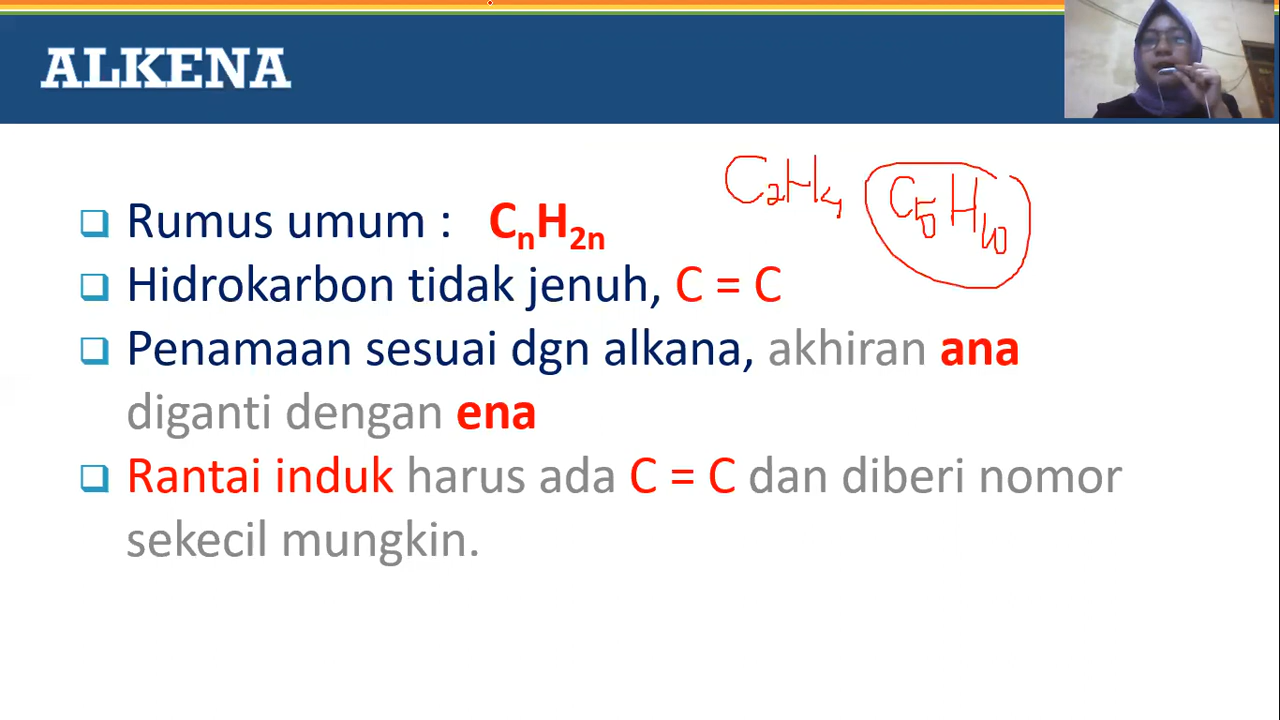 ALKENA
C₂H₄ C₅H₁₀
❑ Rumus umum : CₙH₂ₙ
❑ Hidrokarbon tidak jenuh, C = C
❑ Penamaan sesuai dgn alkana, akhiran ana
diganti dengan ena
❑ Rantai induk harus ada C = C dan diberi nomor
sekecil mungkin.